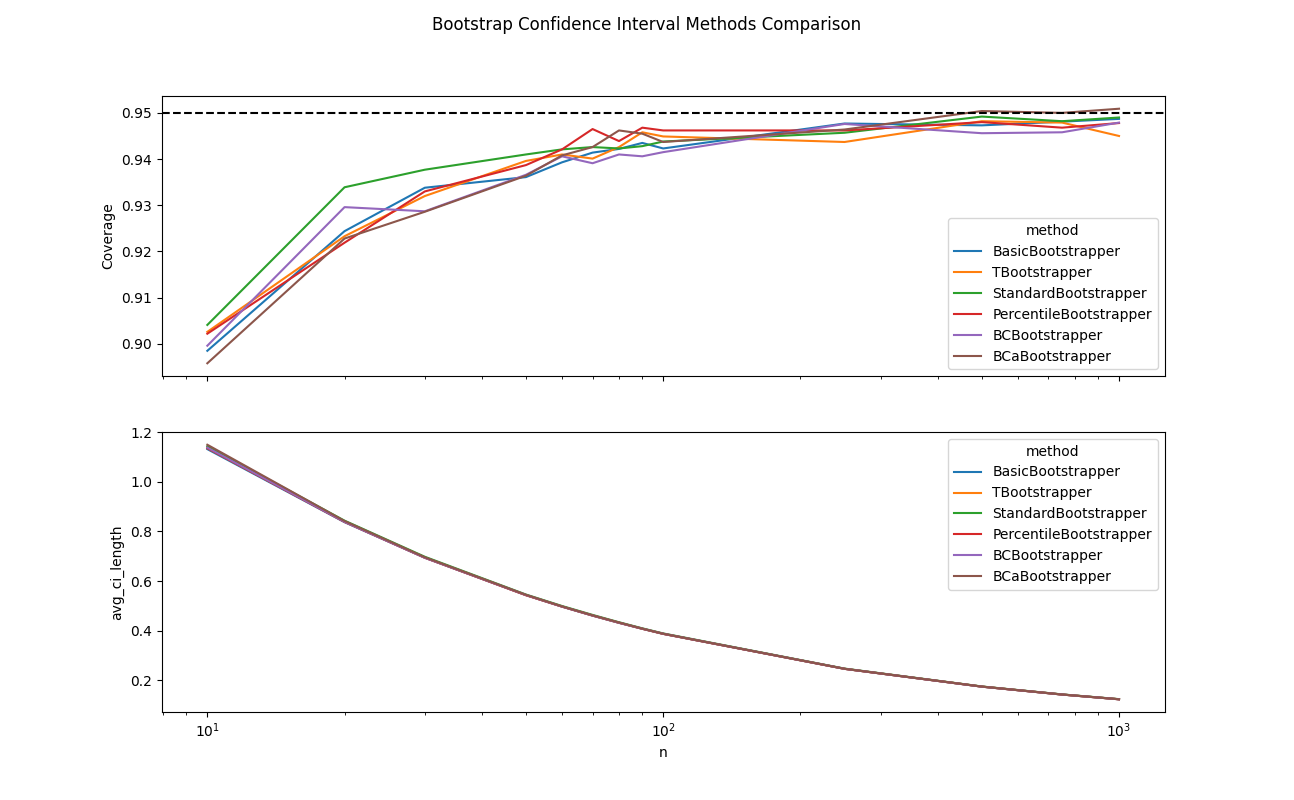 Bootstrap Confidence Interval Methods Comparison
0.95
0.94
0.93
0.92
0.91
0.90
Coverage
method
BasicBootstrapper
TBootstrapper
StandardBootstrapper
PercentileBootstrapper
BCBootstrapper
BCaBootstrapper
1.2
1.0
0.8
0.6
0.4
0.2
avg_ci_length
method
BasicBootstrapper
TBootstrapper
StandardBootstrapper
PercentileBootstrapper
BCBootstrapper
BCaBootstrapper
10¹ 10² 10³
n